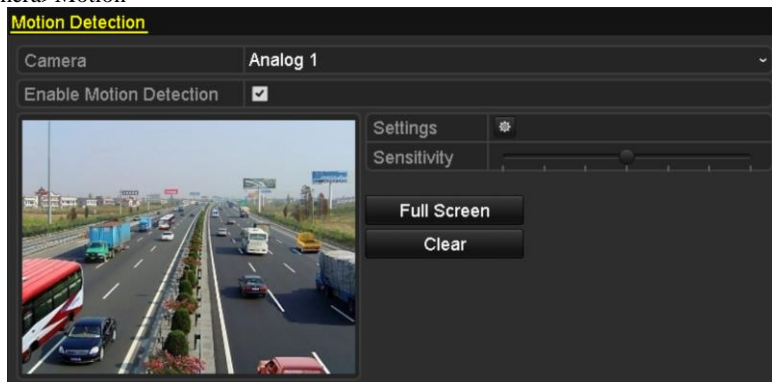 Motion Detection
Camera Analog 1
Enable Motion Detection
Settings
Sensitivity
Full Screen
Clear